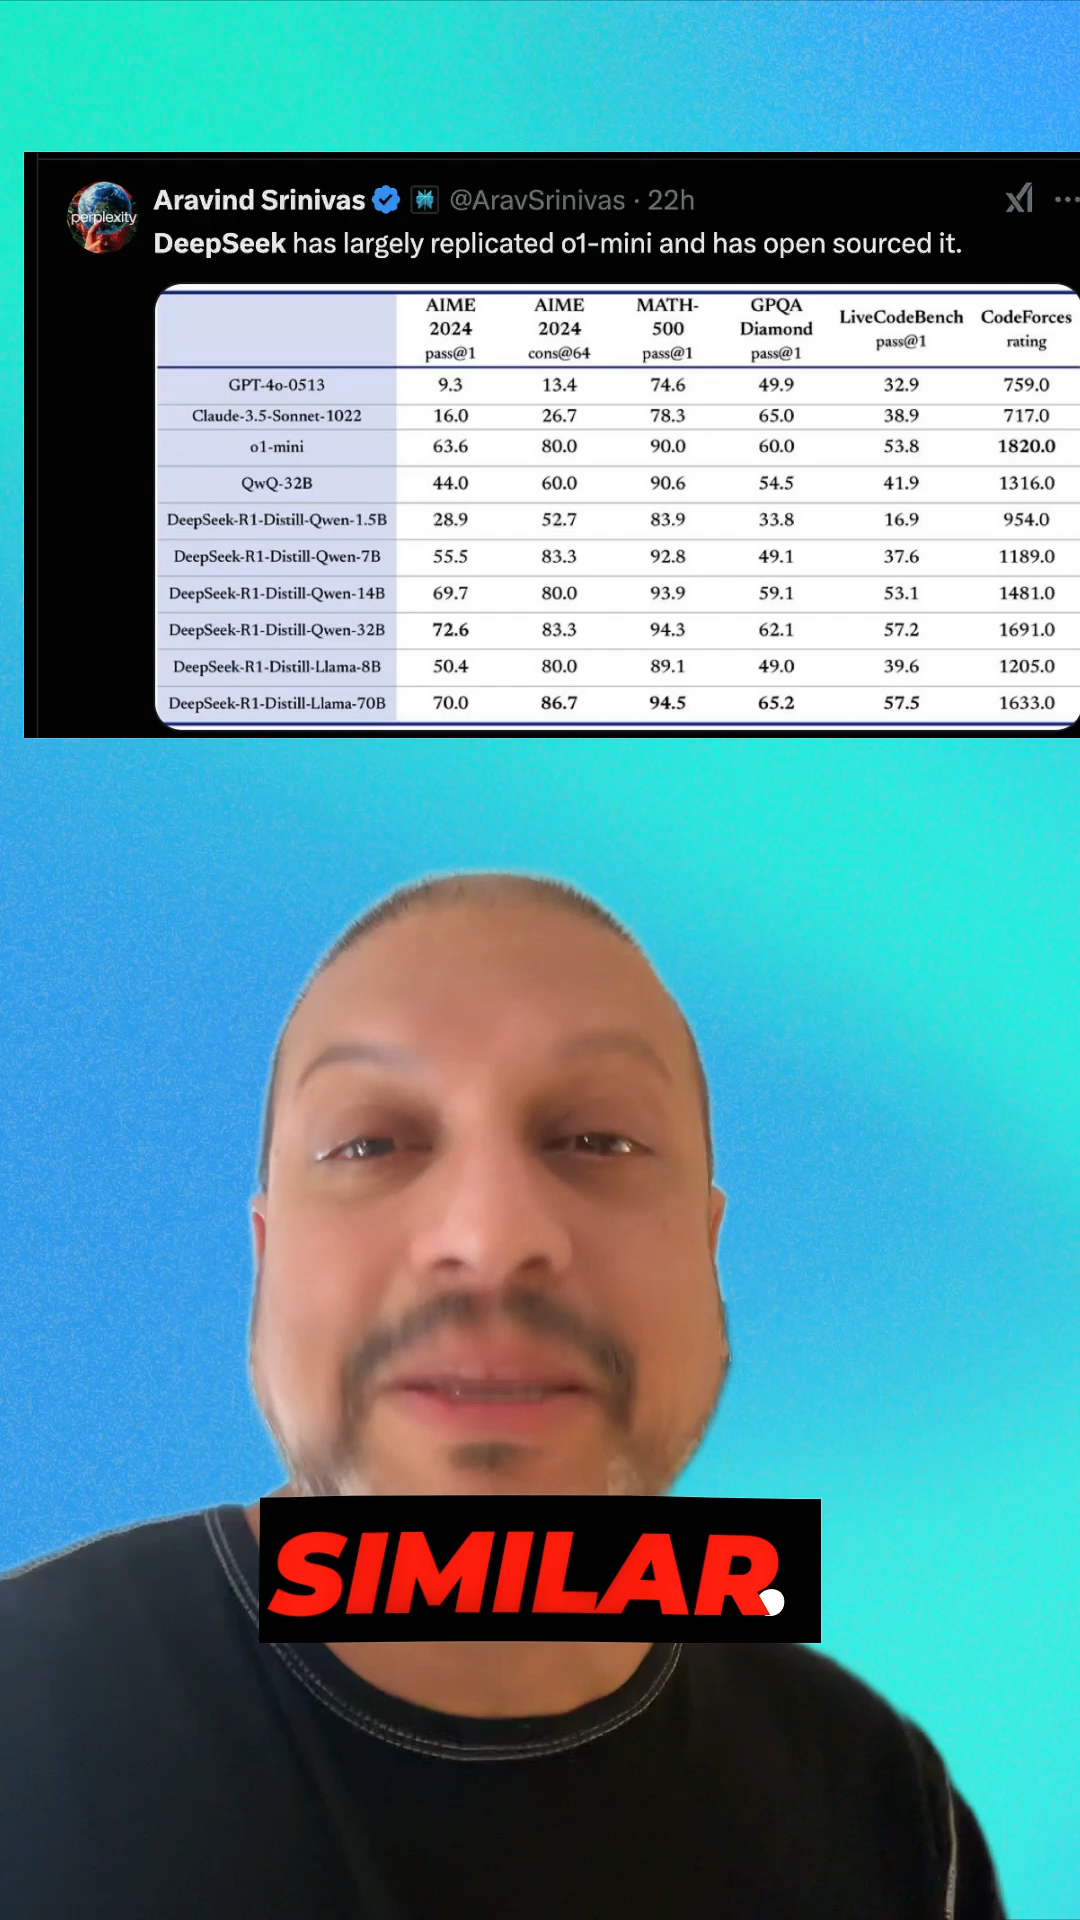 perplexity
Aravind Srinivas @AravSrinivas · 22h
DeepSeek has largely replicated o1-mini and has open sourced it.
AIME 2024 pass@1 AIME 2024 cons@64 MATH-500 pass@1 GPQA Diamond pass@1 LiveCodeBench pass@1 CodeForces rating
GPT-4o-0513 9.3 13.4 74.6 49.9 32.9 759.0
Claude-3.5-Sonnet-1022 16.0 26.7 78.3 65.0 38.9 717.0
o1-mini 63.6 80.0 90.0 60.0 53.8 1820.0
QwQ-32B 44.0 60.0 90.6 54.5 41.9 1316.0
DeepSeek-R1-Distill-Qwen-1.5B 28.9 52.7 83.9 33.8 16.9 954.0
DeepSeek-R1-Distill-Qwen-7B 55.5 83.3 92.8 49.1 37.6 1189.0
DeepSeek-R1-Distill-Qwen-14B 69.7 80.0 93.9 59.1 53.1 1481.0
DeepSeek-R1-Distill-Qwen-32B 72.6 83.3 94.3 62.1 57.2 1691.0
DeepSeek-R1-Distill-Llama-8B 50.4 80.0 89.1 49.0 39.6 1205.0
DeepSeek-R1-Distill-Llama-70B 70.0 86.7 94.5 65.2 57.5 1633.0
SIMILAR.